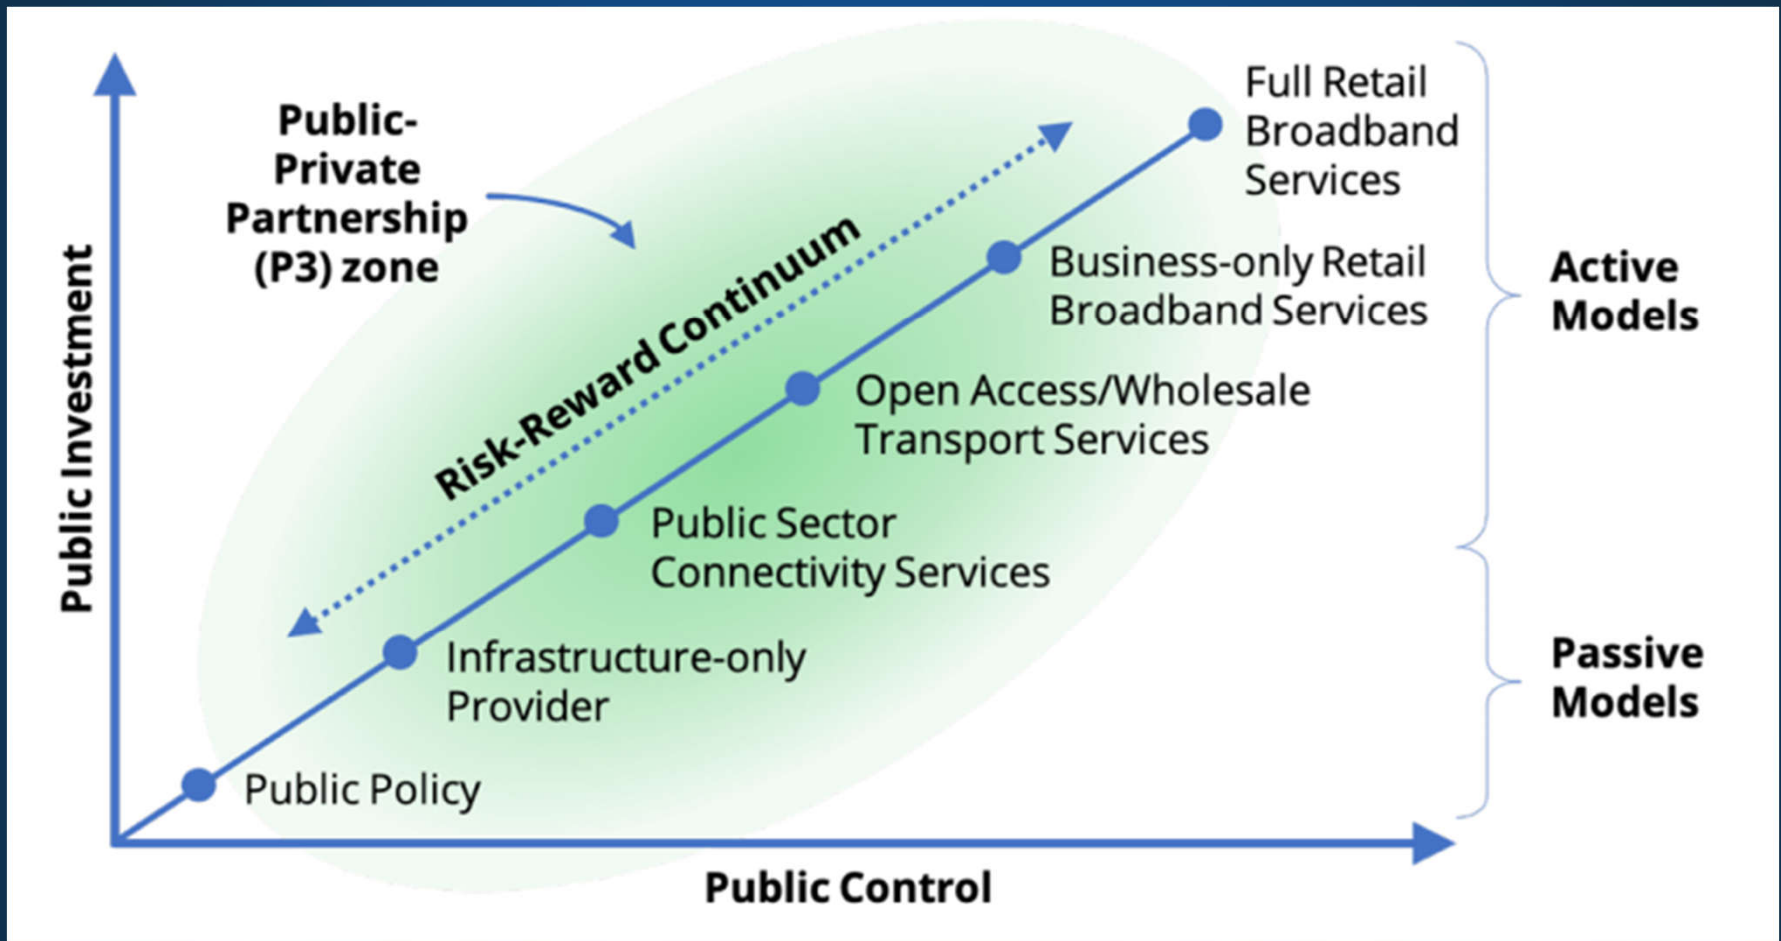 Public-
Private
Partnership
(P3) zone
Full Retail
Broadband
Services
Risk-Reward Continuum
Business-only Retail
Broadband Services
Active
Models
Open Access/Wholesale
Transport Services
Public Investment
Public Sector
Connectivity Services
Infrastructure-only
Provider
Passive
Models
Public Policy
Public Control